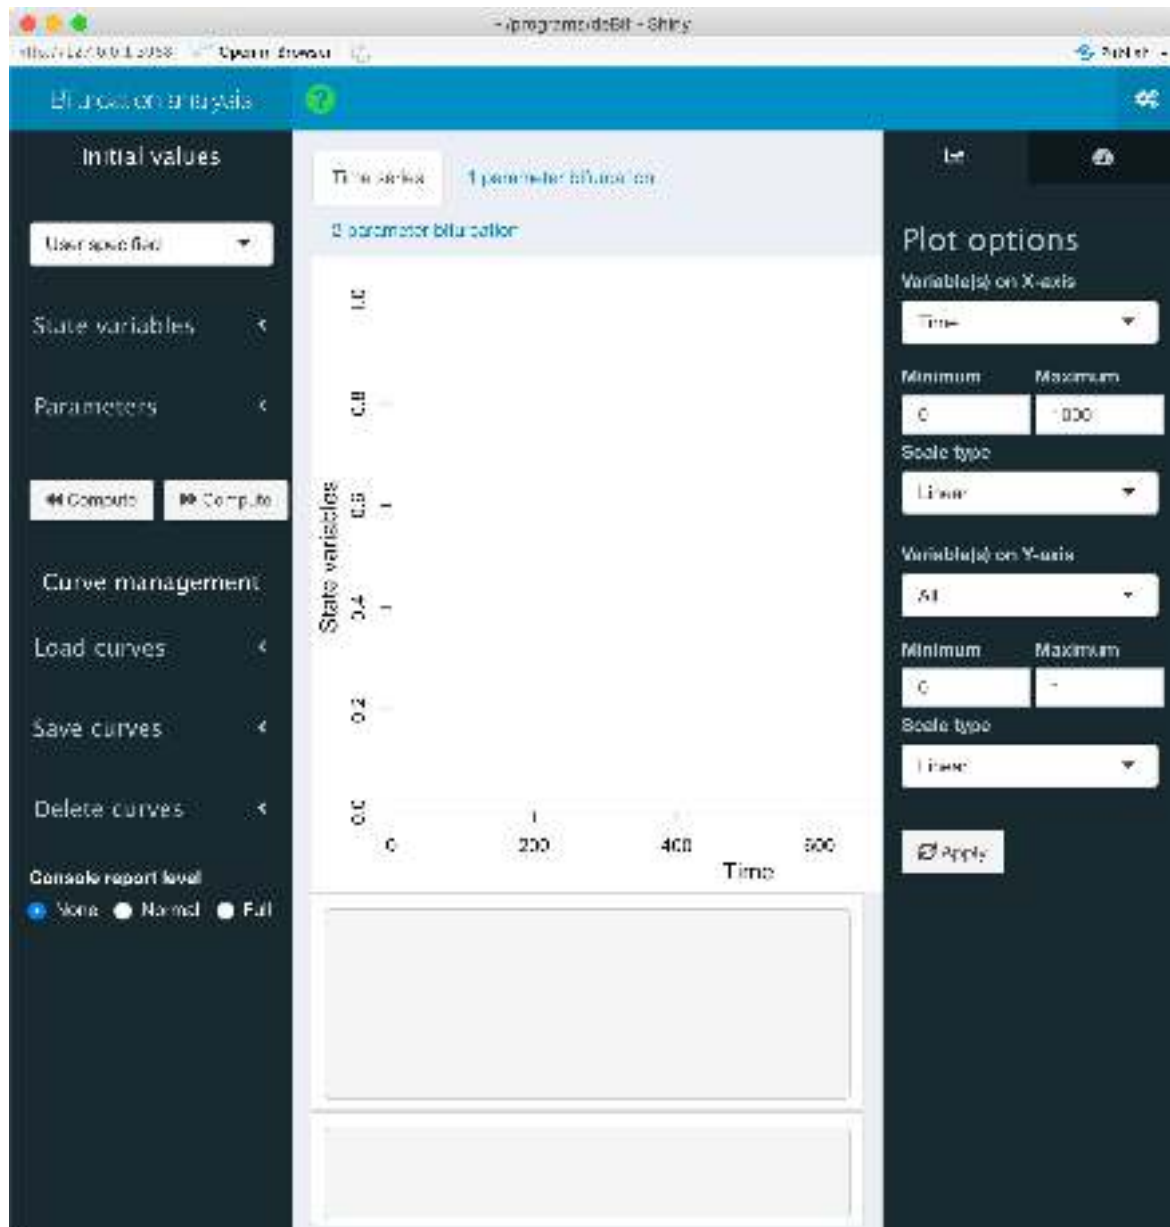 ~/programs/deBif - Shiny
Open in Browser
Publish
Bifurcation analysis
Initial values
User specified
State variables
Parameters
Compute
Compute
Curve management
Load curves
Save curves
Delete curves
Console report level
None Normal Full
Time series 1 parameter bifurcation
2 parameter bifurcation
State variables
1.0
0.8
0.6
0.4
0.2
0.0
0 200 400 600
Time
Plot options
Variable(s) on X-axis
Time
Minimum Maximum
0 1000
Scale type
Linear
Variable(s) on Y-axis
All
Minimum Maximum
0 1
Scale type
Linear
Apply